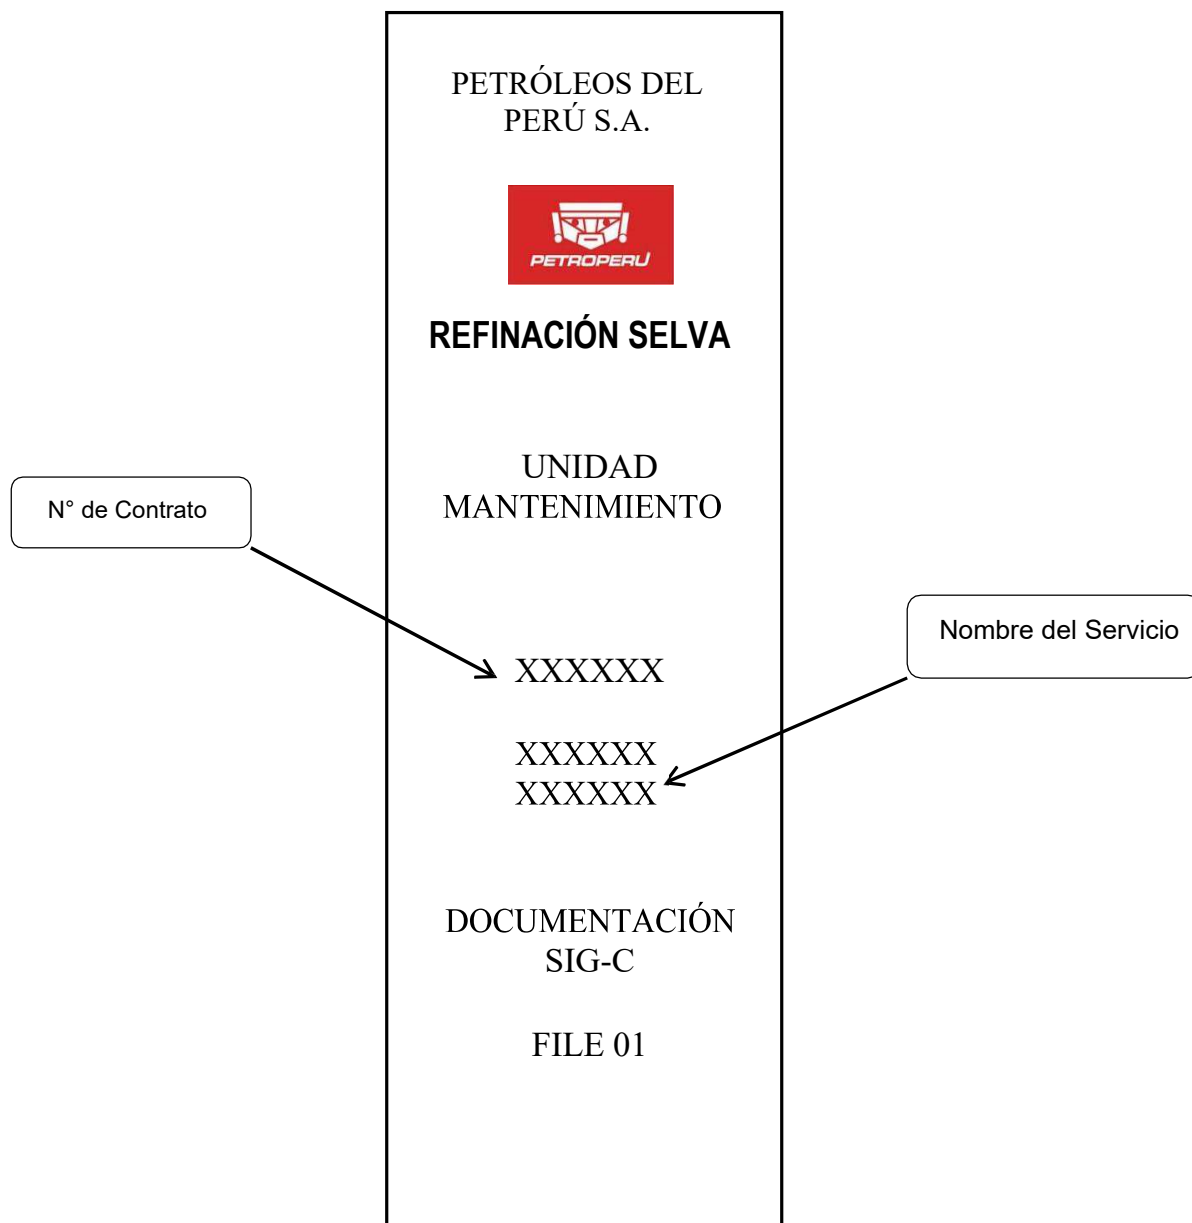 PETRÓLEOS DEL
PERÚ S.A.
PETROPERU
REFINACIÓN SELVA
UNIDAD
MANTENIMIENTO
N° de Contrato
Nombre del Servicio
XXXXXX
XXXXXX
XXXXXX
DOCUMENTACIÓN
SIG-C
FILE 01